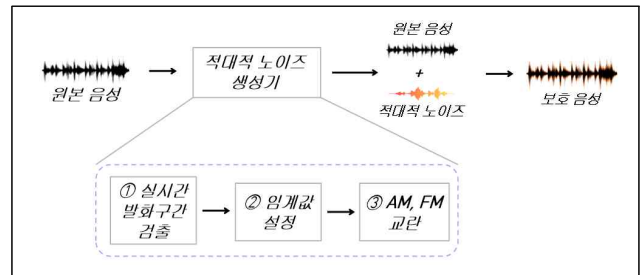 원본 음성
적대적 노이즈
생성기
원본 음성
+
적대적 노이즈
보호 음성
① 실시간
발화구간
검출
② 임계값
설정
③ AM, FM
교란